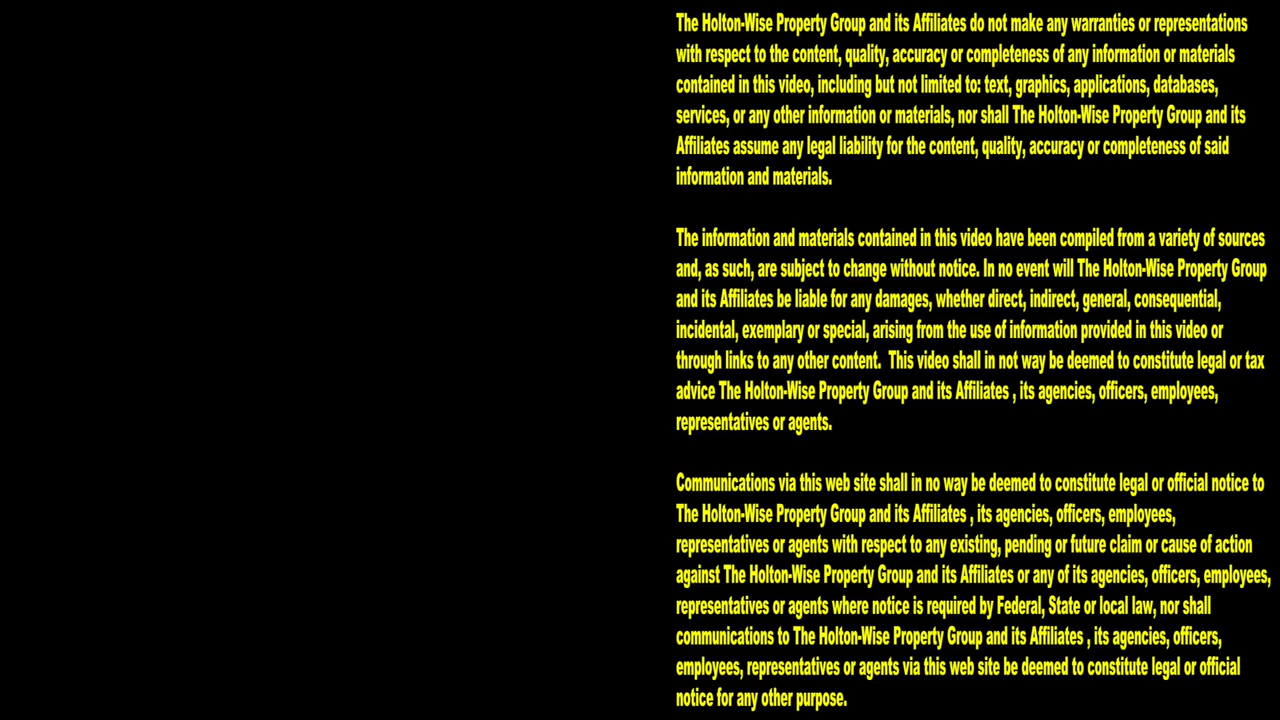 The Holton-Wise Property Group and its Affiliates do not make any warranties or representations
with respect to the content, quality, accuracy or completeness of any information or materials
contained in this video, including but not limited to: text, graphics, applications, databases,
services, or any other information or materials, nor shall The Holton-Wise Property Group and its
Affiliates assume any legal liability for the content, quality, accuracy or completeness of said
information and materials.
The information and materials contained in this video have been compiled from a variety of sources
and, as such, are subject to change without notice. In no event will The Holton-Wise Property Group
and its Affiliates be liable for any damages, whether direct, indirect, general, consequential,
incidental, exemplary or special, arising from the use of information provided in this video or
through links to any other content.  This video shall in not way be deemed to constitute legal or tax
advice The Holton-Wise Property Group and its Affiliates , its agencies, officers, employees,
representatives or agents.
Communications via this web site shall in no way be deemed to constitute legal or official notice to
The Holton-Wise Property Group and its Affiliates , its agencies, officers, employees,
representatives or agents with respect to any existing, pending or future claim or cause of action
against The Holton-Wise Property Group and its Affiliates or any of its agencies, officers, employees,
representatives or agents where notice is required by Federal, State or local law, nor shall
communications to The Holton-Wise Property Group and its Affiliates , its agencies, officers,
employees, representatives or agents via this web site be deemed to constitute legal or official
notice for any other purpose.